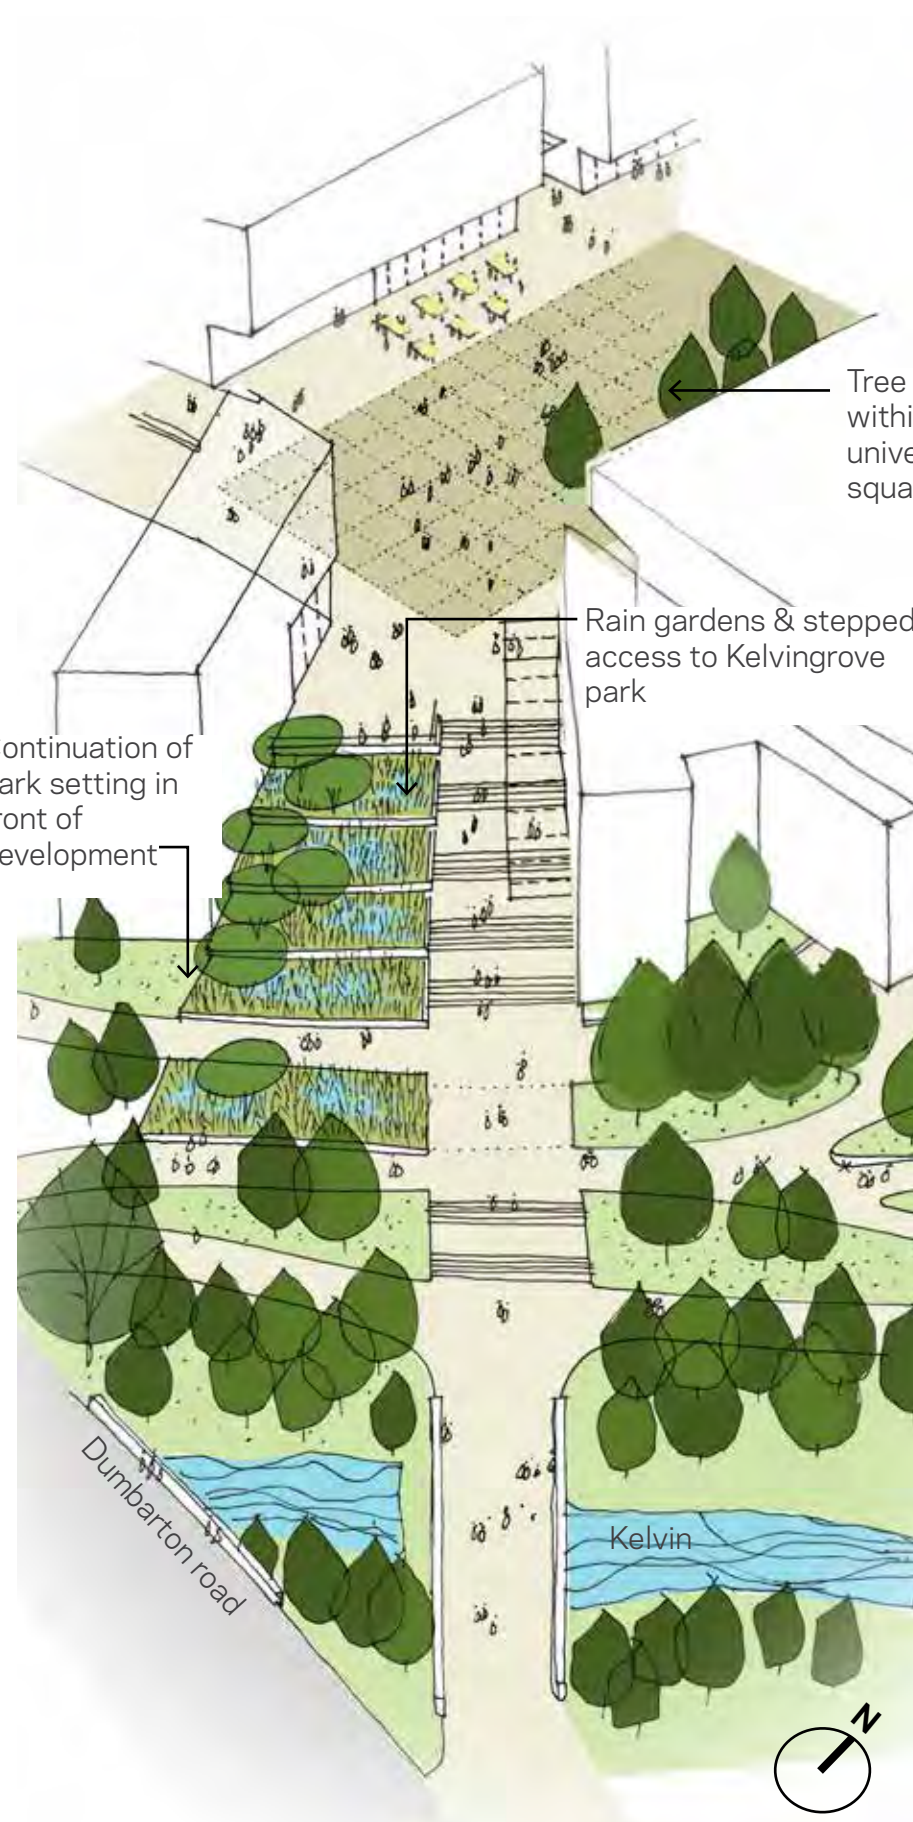 Tree
withi
unive
squa
Rain gardens & stepped
access to Kelvingrove
park
ontinuation of
ark setting in
ront of
evelopment
Dumbarton road
Kelvin
N